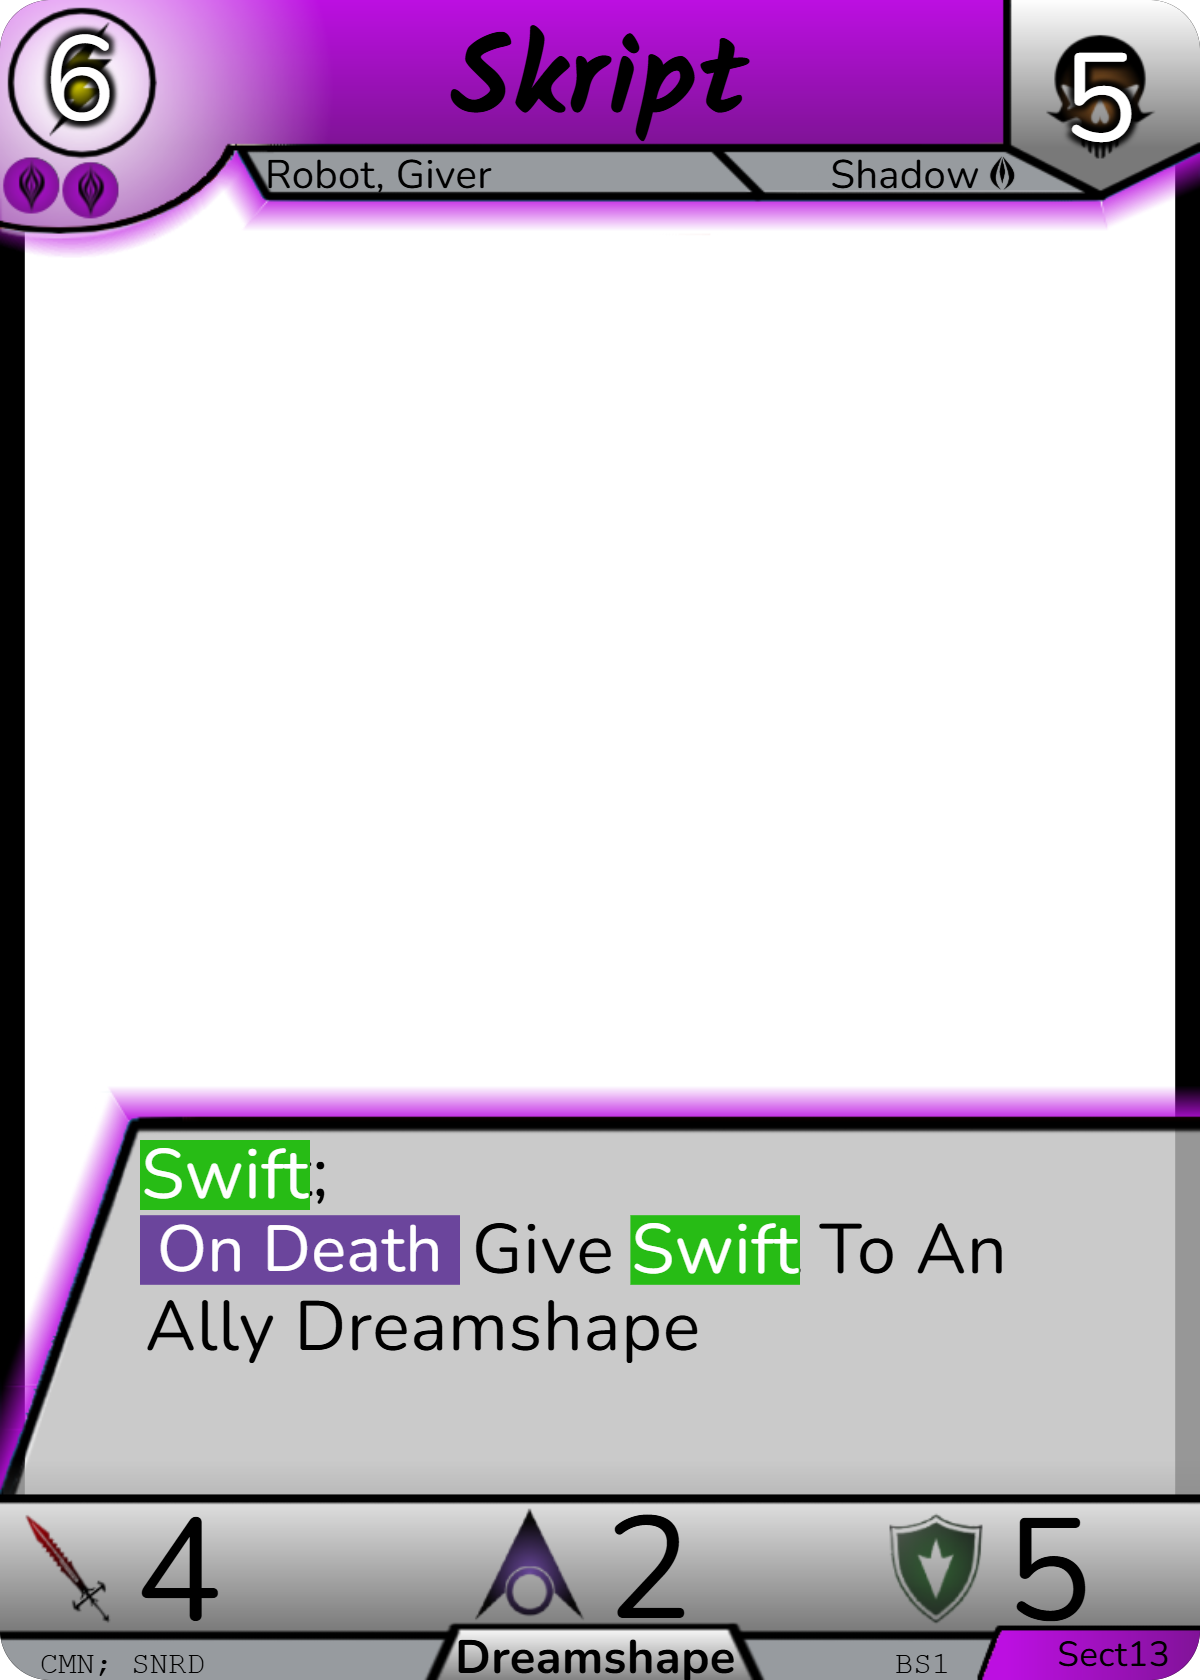 6
Skript
5
Robot, Giver
Shadow
Swift;
On Death Give Swift To An
Ally Dreamshape
4
2
5
CMN; SNRD
Dreamshape
BS1
Sect13